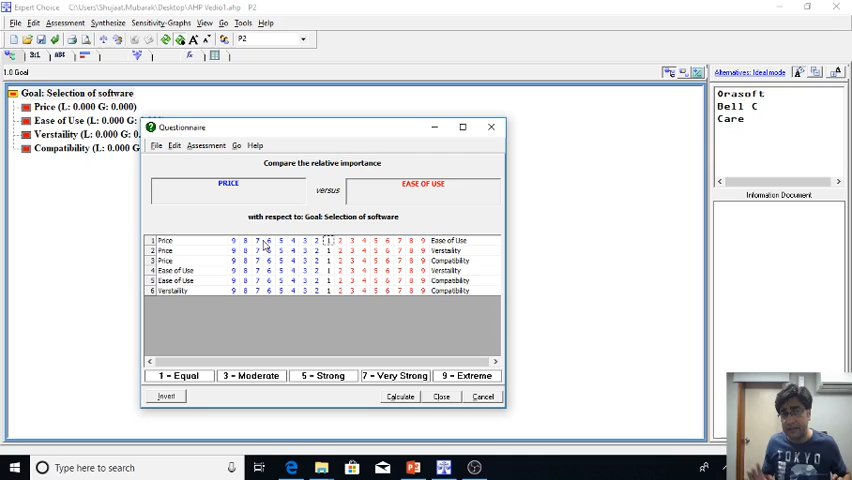 Expert Choice   C:\Users\Shujaat.Mubarak\Desktop\AHP Vedio1.ahp
File Edit Assessment Synthesize Sensitivity-Graphs View Go Tools Help
P2
3:1 ABC
1.0 Goal
Alternatives: Ideal mode
Goal: Selection of software
Price (L: 0.000 G: 0.000)
Ease of Use (L: 0.000 G: 0.
Verstaility (L: 0.000 G: 0.
Compatibility (L: 0.000 G:
Orasoft
Bell C
Care
Information Document
Questionnaire
File Edit Assessment Go Help
Compare the relative importance
PRICE
versus
EASE OF USE
with respect to: Goal: Selection of software
1 Price 9 8 7 6 5 4 3 2 1 2 3 4 5 6 7 8 9 Ease of Use
2 Price 9 8 7 6 5 4 3 2 1 2 3 4 5 6 7 8 9 Verstaility
3 Price 9 8 7 6 5 4 3 2 1 2 3 4 5 6 7 8 9 Compatibility
4 Ease of Use 9 8 7 6 5 4 3 2 1 2 3 4 5 6 7 8 9 Verstaility
5 Ease of Use 9 8 7 6 5 4 3 2 1 2 3 4 5 6 7 8 9 Compatibility
6 Verstaility 9 8 7 6 5 4 3 2 1 2 3 4 5 6 7 8 9 Compatibility
1 = Equal 3 = Moderate 5 = Strong 7 = Very Strong 9 = Extreme
Invert Calculate Close Cancel
TOKYO
Type here to search